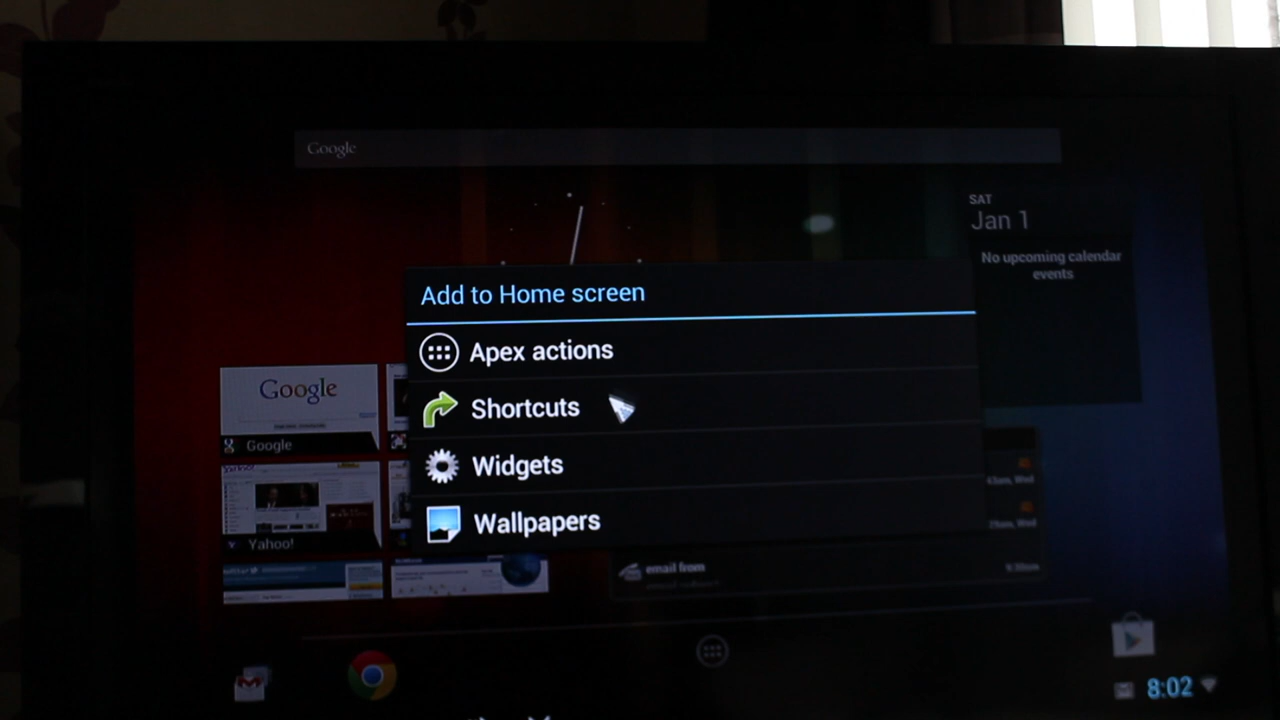 Google
SAT
Jan 1
No upcoming calendar
events
Add to Home screen
Apex actions
Shortcuts
Widgets
Wallpapers
Google
Google
Yahoo!
email from
8:02